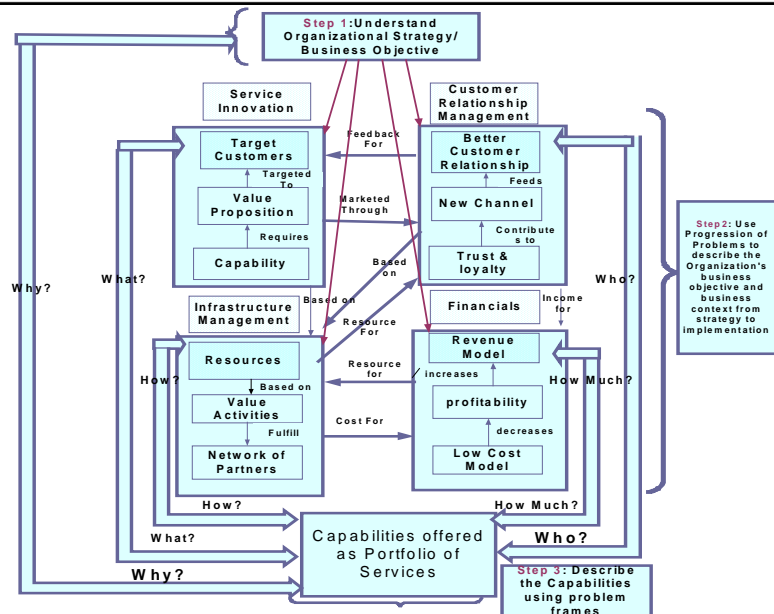 Step 1:Understand
Organizational Strategy/
Business Objective
Service
Innovation
Customer
Relationship
Management
Target
Customers
Targeted
To
Value
Proposition
Requires
Capability
Feedback
For
Marketed
Through
Better
Customer
Relationship
Feeds
New Channel
Contribute
s to
Trust &
loyalty
Based
on
Why?
What?
Who?
Step2: Use
Progression of
Problems to
describe the
Organization's
business
objective and
business
context from
strategy to
implementation
Infrastructure
Management
Based on
Resource
For
Financials
Income
for
How?
Resources
Based on
Value
Activities
Fulfill
Network of
Partners
Resource
for
Cost For
Revenue
Model
increases
profitability
decreases
Low Cost
Model
How Much?
How?
What?
Why?
Capabilities offered
as Portfolio of
Services
How Much?
Who?
Step 3: Describe
the Capabilities
using problem
frames